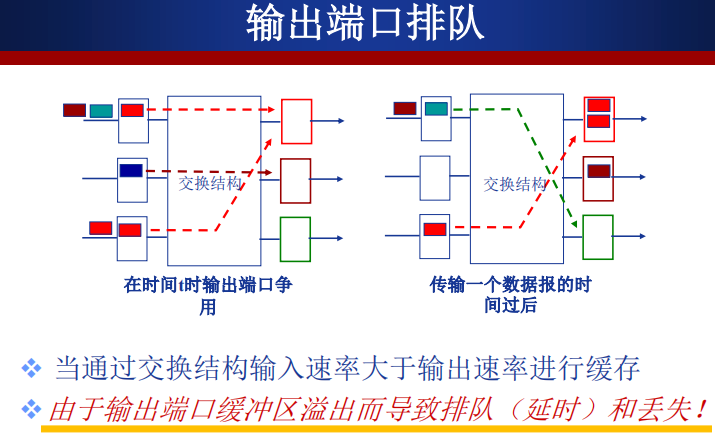 输出端口排队
交换结构
交换结构
在时间t时输出端口争
用
传输一个数据报的时
间过后
当通过交换结构输入速率大于输出速率进行缓存
由于输出端口缓冲区溢出而导致排队（延时）和丢失！